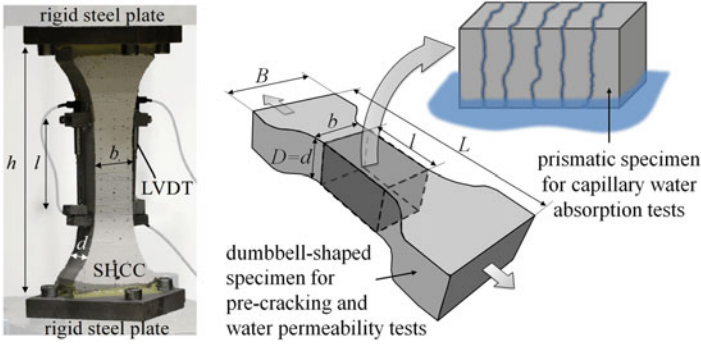 rigid steel plate
h
l
b
LVDT
d
SHCC
rigid steel plate
B
b
D=d
l
L
prismatic specimen
for capillary water
absorption tests
dumbbell-shaped
specimen for
pre-cracking and
water permeability tests